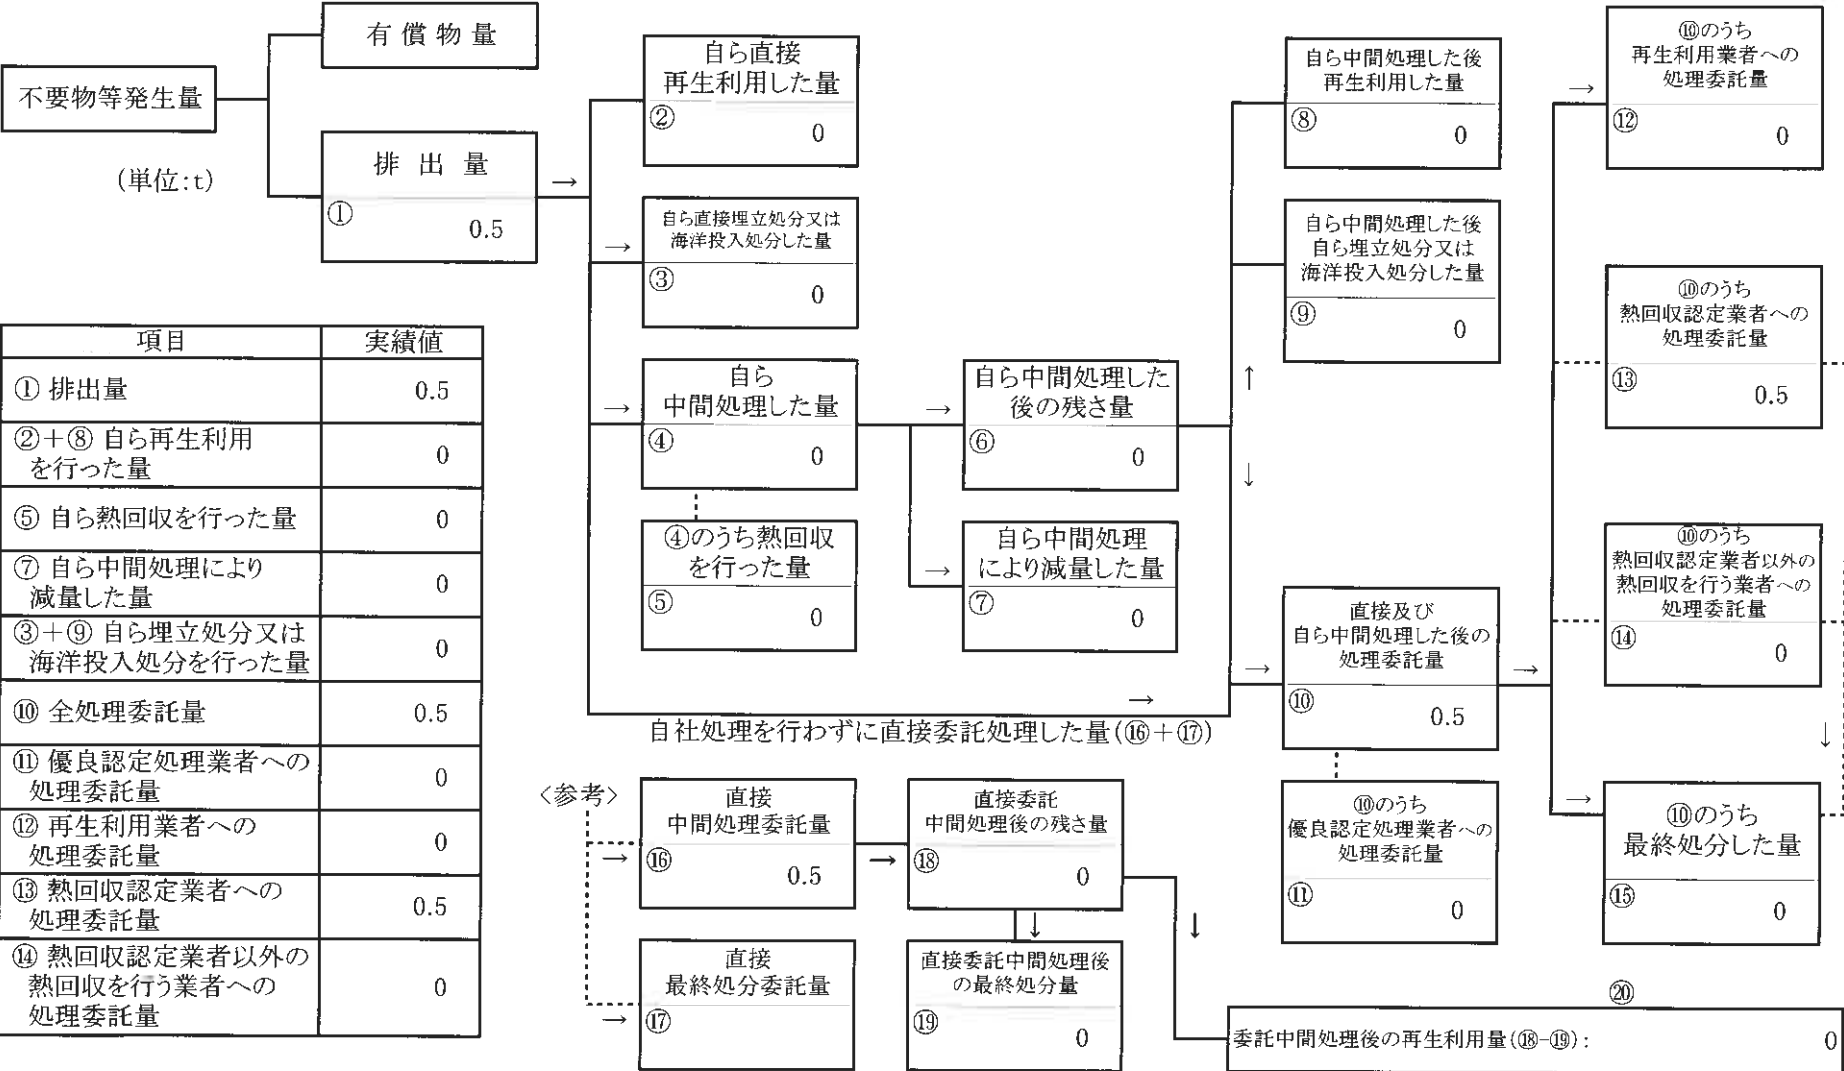 不要物等発生量
有償物量
(単位:t)
排出量
①
0.5
自ら直接
再生利用した量
②
0
自ら直接埋立処分又は
海洋投入処分した量
③
0
自ら
中間処理した量
④
0
④のうち熱回収
を行った量
⑤
0
自ら中間処理した
後の残さ量
⑥
0
自ら中間処理
により減量した量
⑦
0
自ら中間処理した後
再生利用した量
⑧
0
自ら中間処理した後
自ら埋立処分又は
海洋投入処分した量
⑨
0
直接及び
自ら中間処理した後の
処理委託量
⑩
0.5
⑩のうち
優良認定処理業者への
処理委託量
⑪
0
⑩のうち
再生利用業者への
処理委託量
⑫
0
⑩のうち
熱回収認定業者への
処理委託量
⑬
0.5
⑩のうち
熱回収認定業者以外の
熱回収を行う業者への
処理委託量
⑭
0
⑩のうち
最終処分した量
⑮
0
自社処理を行わずに直接委託処理した量(⑯+⑰)
<参考>
直接
中間処理委託量
⑯
0.5
直接
最終処分委託量
⑰
直接委託
中間処理後の残さ量
⑱
0
直接委託中間処理後
の最終処分量
⑲
0
⑳
委託中間処理後の再生利用量(⑱-⑲): 0
項目 実績値
① 排出量 0.5
②+⑧ 自ら再生利用
を行った量 0
⑤ 自ら熱回収を行った量 0
⑦ 自ら中間処理により
減量した量 0
③+⑨ 自ら埋立処分又は
海洋投入処分を行った量 0
⑩ 全処理委託量 0.5
⑪ 優良認定処理業者への
処理委託量 0
⑫ 再生利用業者への
処理委託量 0
⑬ 熱回収認定業者への
処理委託量 0.5
⑭ 熱回収認定業者以外の
熱回収を行う業者への
処理委託量 0